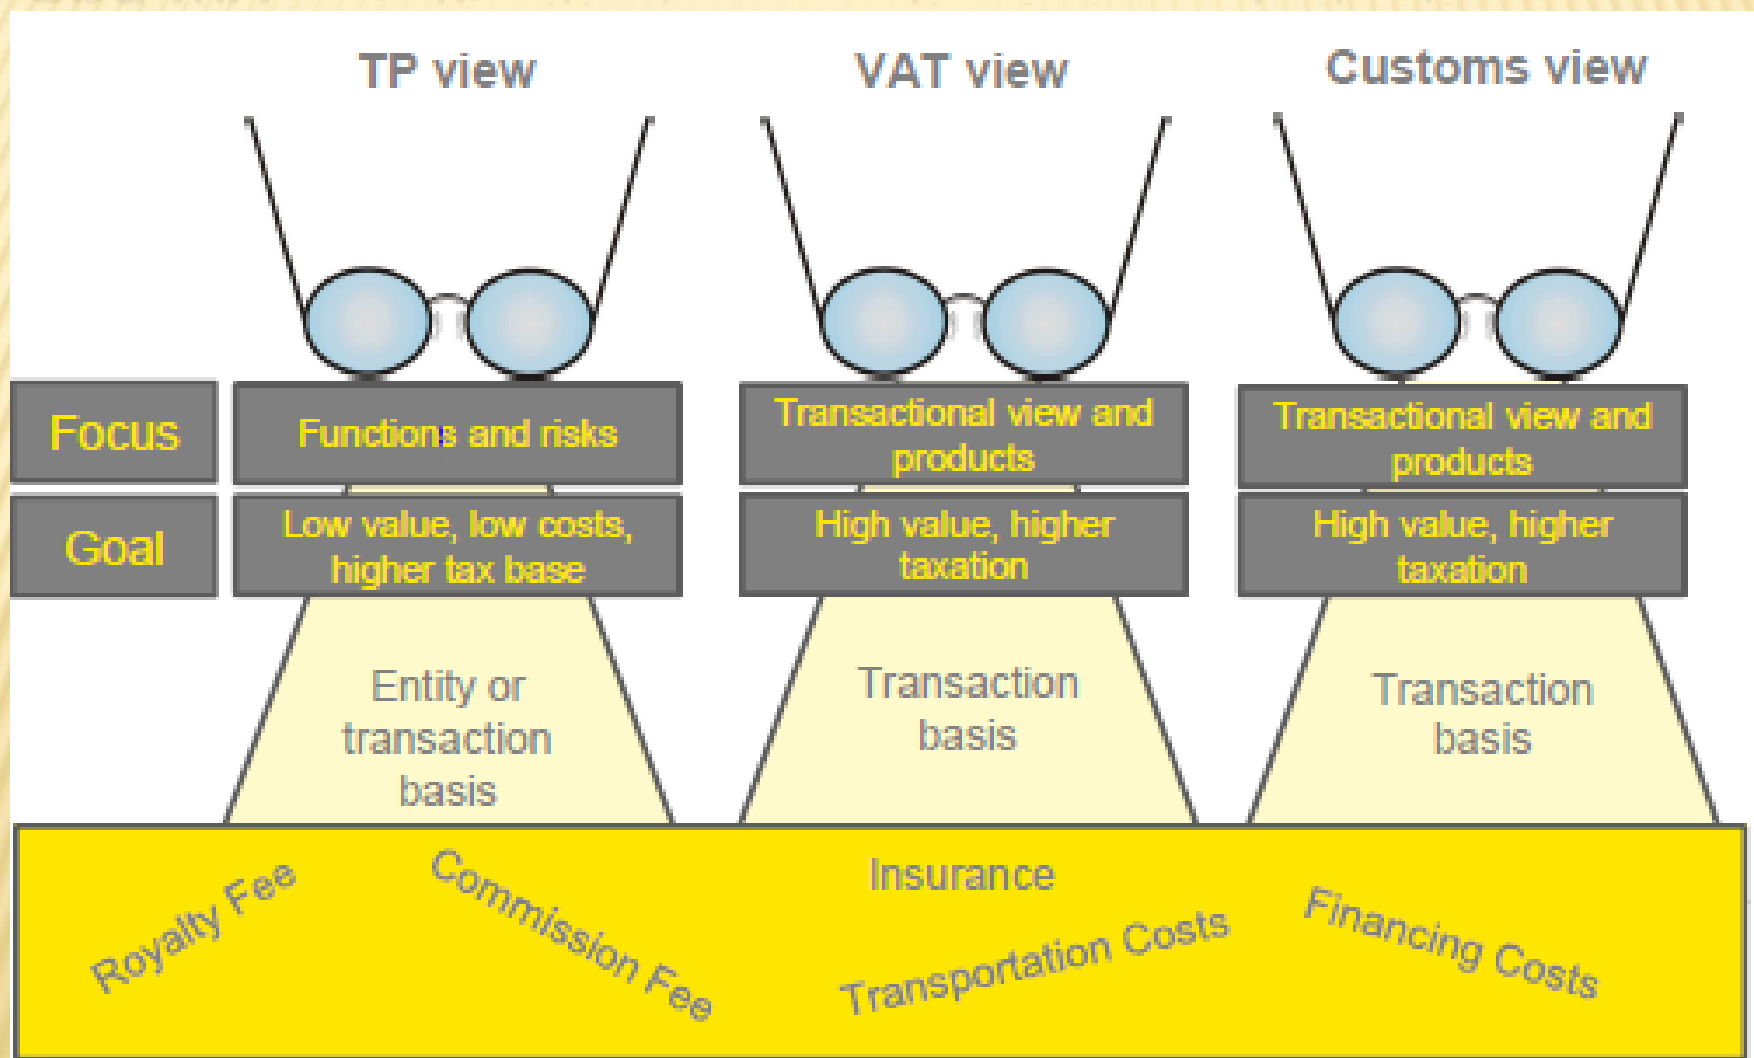 TP view
VAT view
Customs view
Focus
Functions and risks
Transactional view and
products
Transactional view and
products
Goal
Low value, low costs,
higher tax base
High value, higher
taxation
High value, higher
taxation
Entity or
transaction
basis
Transaction
basis
Transaction
basis
Royalty Fee
Commission Fee
Insurance
Transportation Costs
Financing Costs